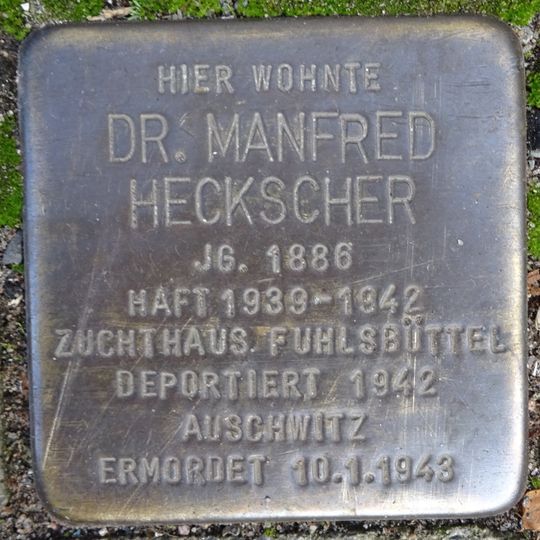 HIER WOHNTE
DR. MANFRED
HECKSCHER
JG. 1886
HAFT 1939-1942
ZUCHTHAUS FUHLSBÜTTEL
DEPORTIERT 1942
AUSCHWITZ
ERMORDET 10.1.1943